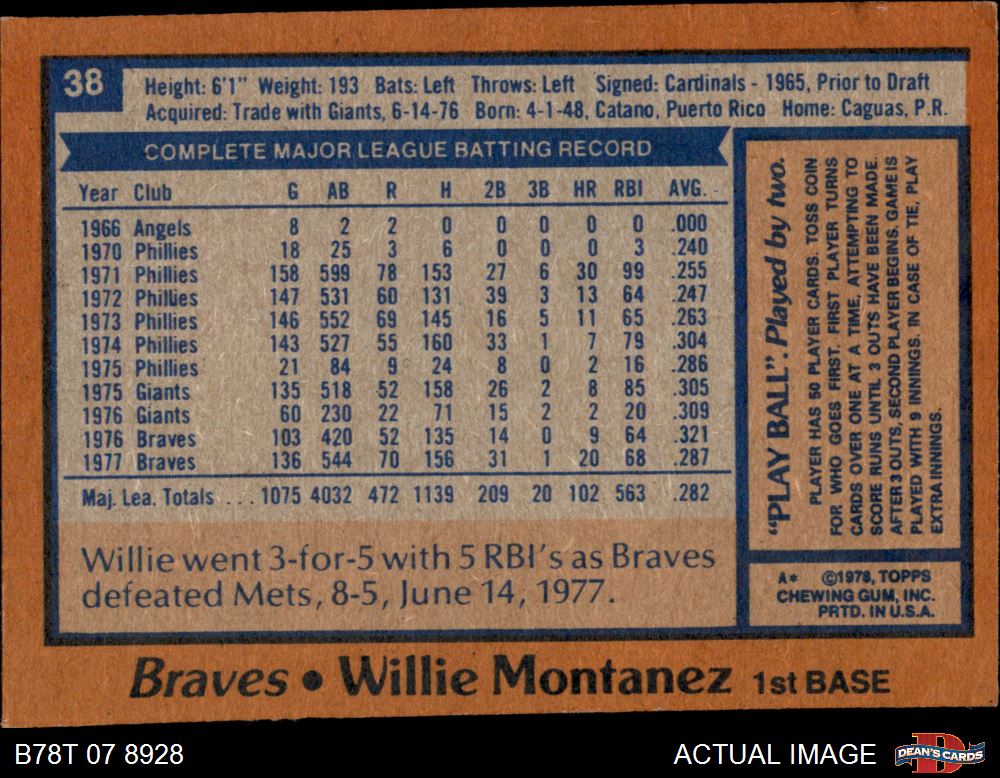 38
Height: 6'1" Weight: 193 Bats: Left Throws: Left Signed: Cardinals - 1965, Prior to Draft
Acquired: Trade with Giants, 6-14-76 Born: 4-1-48, Catano, Puerto Rico Home: Caguas, P.R.
COMPLETE MAJOR LEAGUE BATTING RECORD
Year Club G AB R H 2B 3B HR RBI AVG.
1966 Angels 8 2 2 0 0 0 0 0 .000
1970 Phillies 18 25 3 6 0 0 0 3 .240
1971 Phillies 158 599 78 153 27 6 30 99 .255
1972 Phillies 147 531 60 131 39 3 13 64 .247
1973 Phillies 146 552 69 145 16 5 11 65 .263
1974 Phillies 143 527 55 160 33 1 7 79 .304
1975 Phillies 21 84 9 24 8 0 2 16 .286
1975 Giants 135 518 52 158 26 2 8 85 .305
1976 Giants 60 230 22 71 15 2 2 20 .309
1976 Braves 103 420 52 135 14 0 9 64 .321
1977 Braves 136 544 70 156 31 1 20 68 .287
Maj. Lea. Totals ... 1075 4032 472 1139 209 20 102 563 .282
Willie went 3-for-5 with 5 RBI's as Braves
defeated Mets, 8-5, June 14, 1977.
"PLAY BALL". Played by two.
PLAYER HAS 50 PLAYER CARDS. TOSS COIN
FOR WHO GOES FIRST. FIRST PLAYER TURNS
CARDS OVER ONE AT A TIME, ATTEMPTING TO
SCORE RUNS UNTIL 3 OUTS HAVE BEEN MADE.
AFTER 3 OUTS, SECOND PLAYER BEGINS. GAME IS
PLAYED WITH 9 INNINGS. IN CASE OF TIE, PLAY
EXTRA INNINGS.
A* ©1978, TOPPS
CHEWING GUM, INC.
PRTD. IN U.S.A.
Braves • Willie Montanez 1st BASE
B78T 07 8928
ACTUAL IMAGE
DEAN'S CARDS